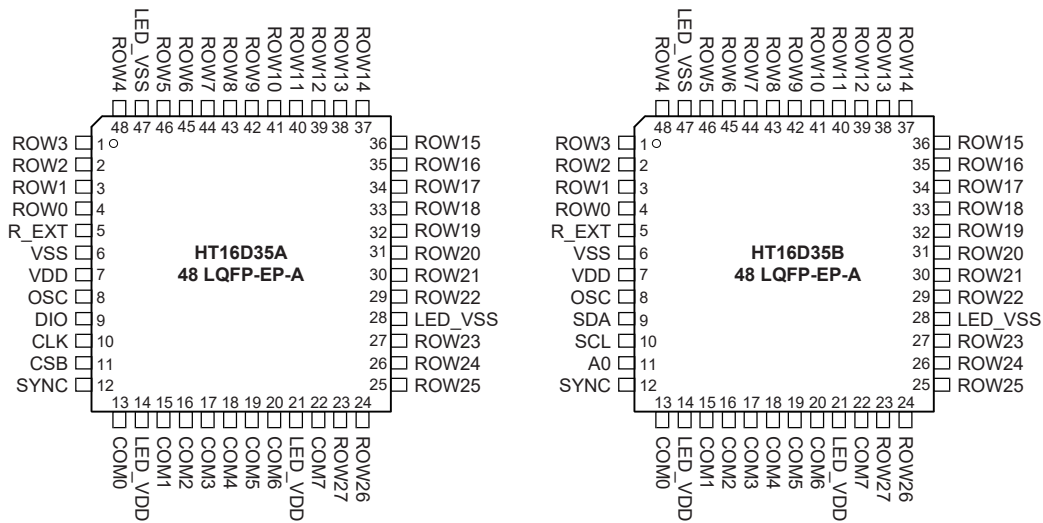 ROW4
LED_VSS
ROW5
ROW6
ROW7
ROW8
ROW9
ROW10
ROW11
ROW12
ROW13
ROW14
48 47 46 45 44 43 42 41 40 39 38 37
ROW3 1 36 ROW15
ROW2 2 35 ROW16
ROW1 3 34 ROW17
ROW0 4 33 ROW18
R_EXT 5 32 ROW19
VSS 6 31 ROW20
VDD 7 30 ROW21
OSC 8 29 ROW22
DIO 9 28 LED_VSS
CLK 10 27 ROW23
CSB 11 26 ROW24
SYNC 12 25 ROW25
HT16D35A
48 LQFP-EP-A
13 14 15 16 17 18 19 20 21 22 23 24
COM0
LED_VDD
COM1
COM2
COM3
COM4
COM5
COM6
LED_VDD
COM7
ROW27
ROW26
ROW4
LED_VSS
ROW5
ROW6
ROW7
ROW8
ROW9
ROW10
ROW11
ROW12
ROW13
ROW14
48 47 46 45 44 43 42 41 40 39 38 37
ROW3 1 36 ROW15
ROW2 2 35 ROW16
ROW1 3 34 ROW17
ROW0 4 33 ROW18
R_EXT 5 32 ROW19
VSS 6 31 ROW20
VDD 7 30 ROW21
OSC 8 29 ROW22
SDA 9 28 LED_VSS
SCL 10 27 ROW23
A0 11 26 ROW24
SYNC 12 25 ROW25
HT16D35B
48 LQFP-EP-A
13 14 15 16 17 18 19 20 21 22 23 24
COM0
LED_VDD
COM1
COM2
COM3
COM4
COM5
COM6
LED_VDD
COM7
ROW27
ROW26